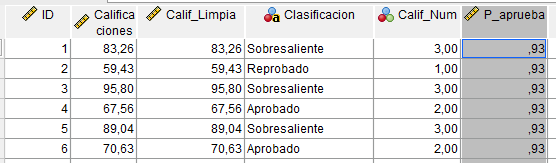 ID Califica Calif_Limpia Clasificacion Calif_Num P_aprueba
ciones
1 83,26 83,26 Sobresaliente 3,00 ,93
2 59,43 59,43 Reprobado 1,00 ,93
3 95,80 95,80 Sobresaliente 3,00 ,93
4 67,56 67,56 Aprobado 2,00 ,93
5 89,04 89,04 Sobresaliente 3,00 ,93
6 70,63 70,63 Aprobado 2,00 ,93